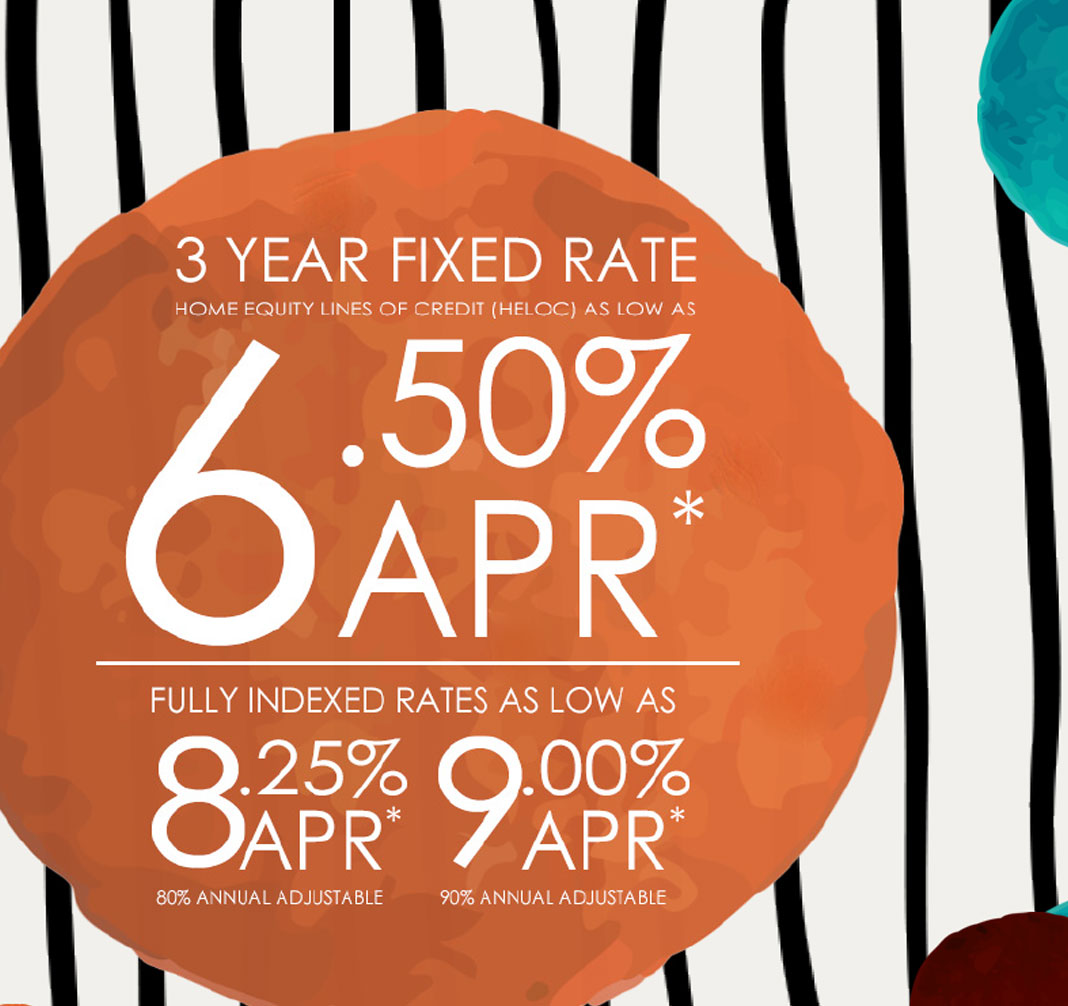 3 YEAR FIXED RATE
HOME EQUITY LINES OF CREDIT (HELOC) AS LOW AS
6.50%
APR*
FULLY INDEXED RATES AS LOW AS
8.25% APR*
80% ANNUAL ADJUSTABLE
9.00% APR*
90% ANNUAL ADJUSTABLE